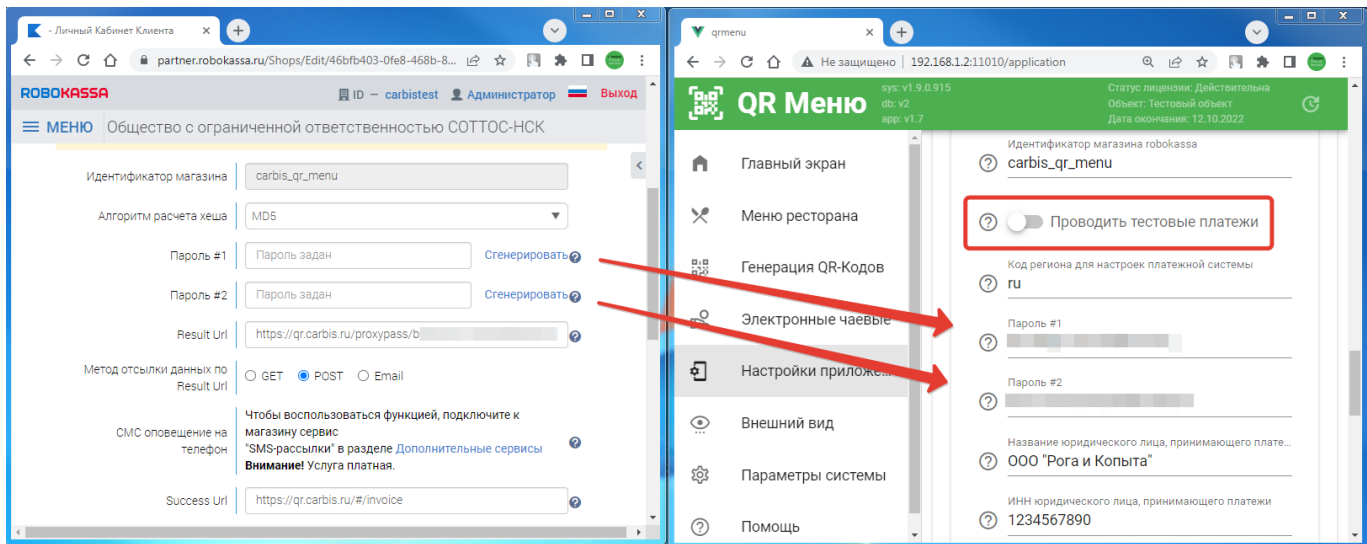 - Личный Кабинет Клиента
partner.robokassa.ru/Shops/Edit/46bfb403-0fe8-468b-8...
ROBOKASSA
ID — carbistest
Администратор
Выход
МЕНЮ
Общество с ограниченной ответственностью СОТТОС-НСК
Идентификатор магазина
carbis_qr_menu
Алгоритм расчета хеша
MD5
Пароль #1
Пароль задан
Сгенерировать
Пароль #2
Пароль задан
Сгенерировать
Result Url
https://qr.carbis.ru/proxypass/b
Метод отсылки данных по
Result Url
GET POST Email
СМС оповещение на
телефон
Чтобы воспользоваться функцией, подключите к
магазину сервис
"SMS-рассылки" в разделе Дополнительные сервисы
Внимание! Услуга платная.
Success Url
https://qr.carbis.ru/#/invoice
qrmenu
Не защищено
192.168.1.2:11010/application
QR Меню
sys: v1.9.0.915
db: v2
app: v1.7
Статус лицензии: Действительна
Объект: Тестовый объект
Дата окончания: 12.10.2022
Главный экран
Меню ресторана
Генерация QR-Кодов
Электронные чаевые
Настройки приложе...
Внешний вид
Параметры системы
Помощь
Идентификатор магазина robokassa
carbis_qr_menu
Проводить тестовые платежи
Код региона для настроек платежной системы
ru
Пароль #1
Пароль #2
Название юридического лица, принимающего плате...
ООО "Рога и Копыта"
ИНН юридического лица, принимающего платежи
1234567890